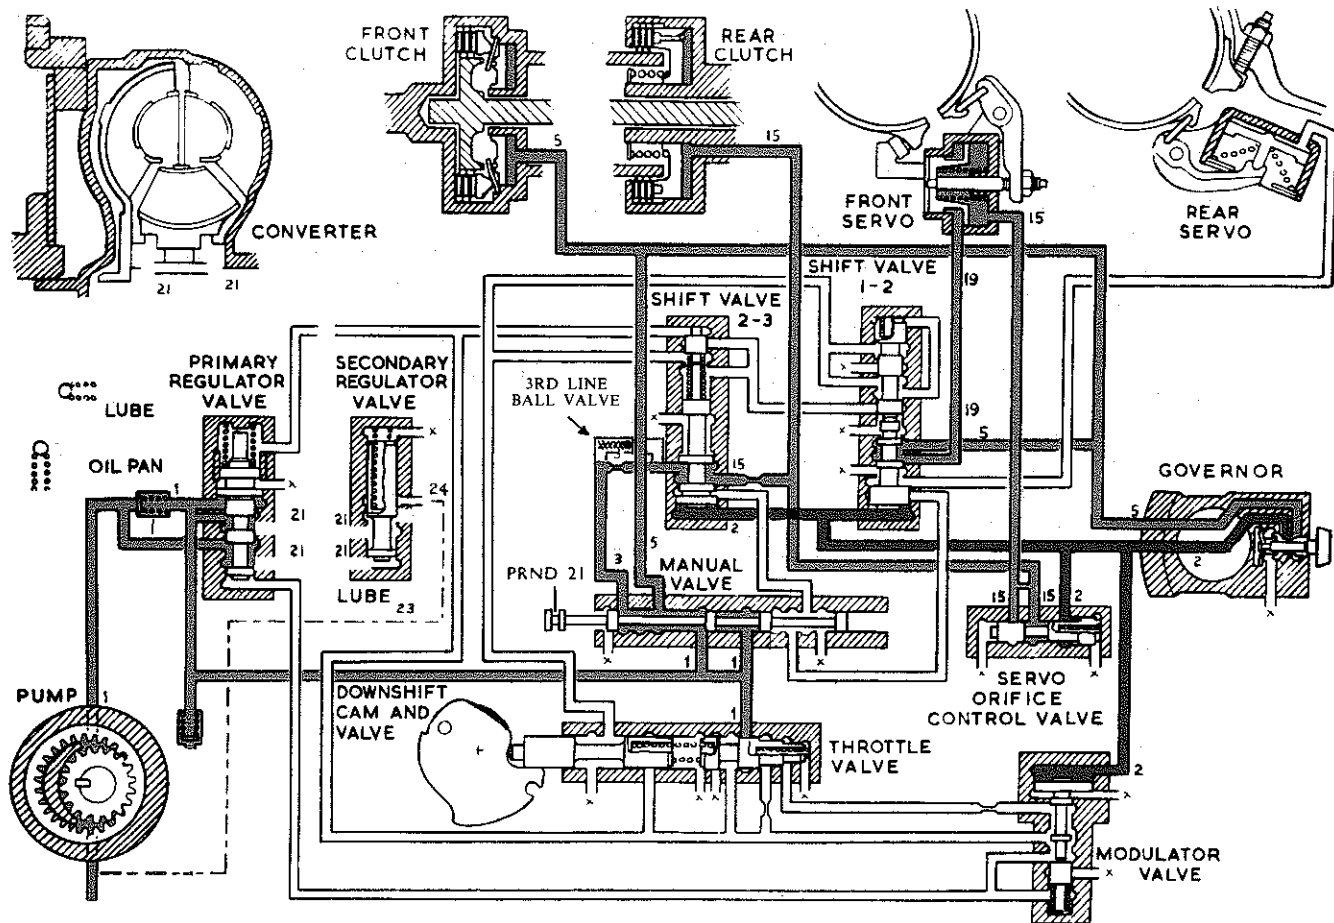 FRONT
CLUTCH
REAR
CLUTCH
5
15
FRONT
SERVO
15
REAR
SERVO
CONVERTER
21
21
SHIFT VALVE
1-2
19
SHIFT VALVE
2-3
PRIMARY
REGULATOR
VALVE
SECONDARY
REGULATOR
VALVE
3RD LINE
BALL VALVE
LUBE
x
x
x
x
x
x
19
5
OIL PAN
1
x
15
GOVERNOR
1
24
21
21
21
21
2
5
2
x
LUBE
23
3
5
MANUAL
VALVE
PRND 21
15
15
2
x
x
1
1
x
x
x
SERVO
ORIFICE
CONTROL VALVE
PUMP
1
DOWNSHIFT
CAM AND
VALVE
1
THROTTLE
VALVE
x
x
x
x
2
x
MODULATOR
VALVE
x